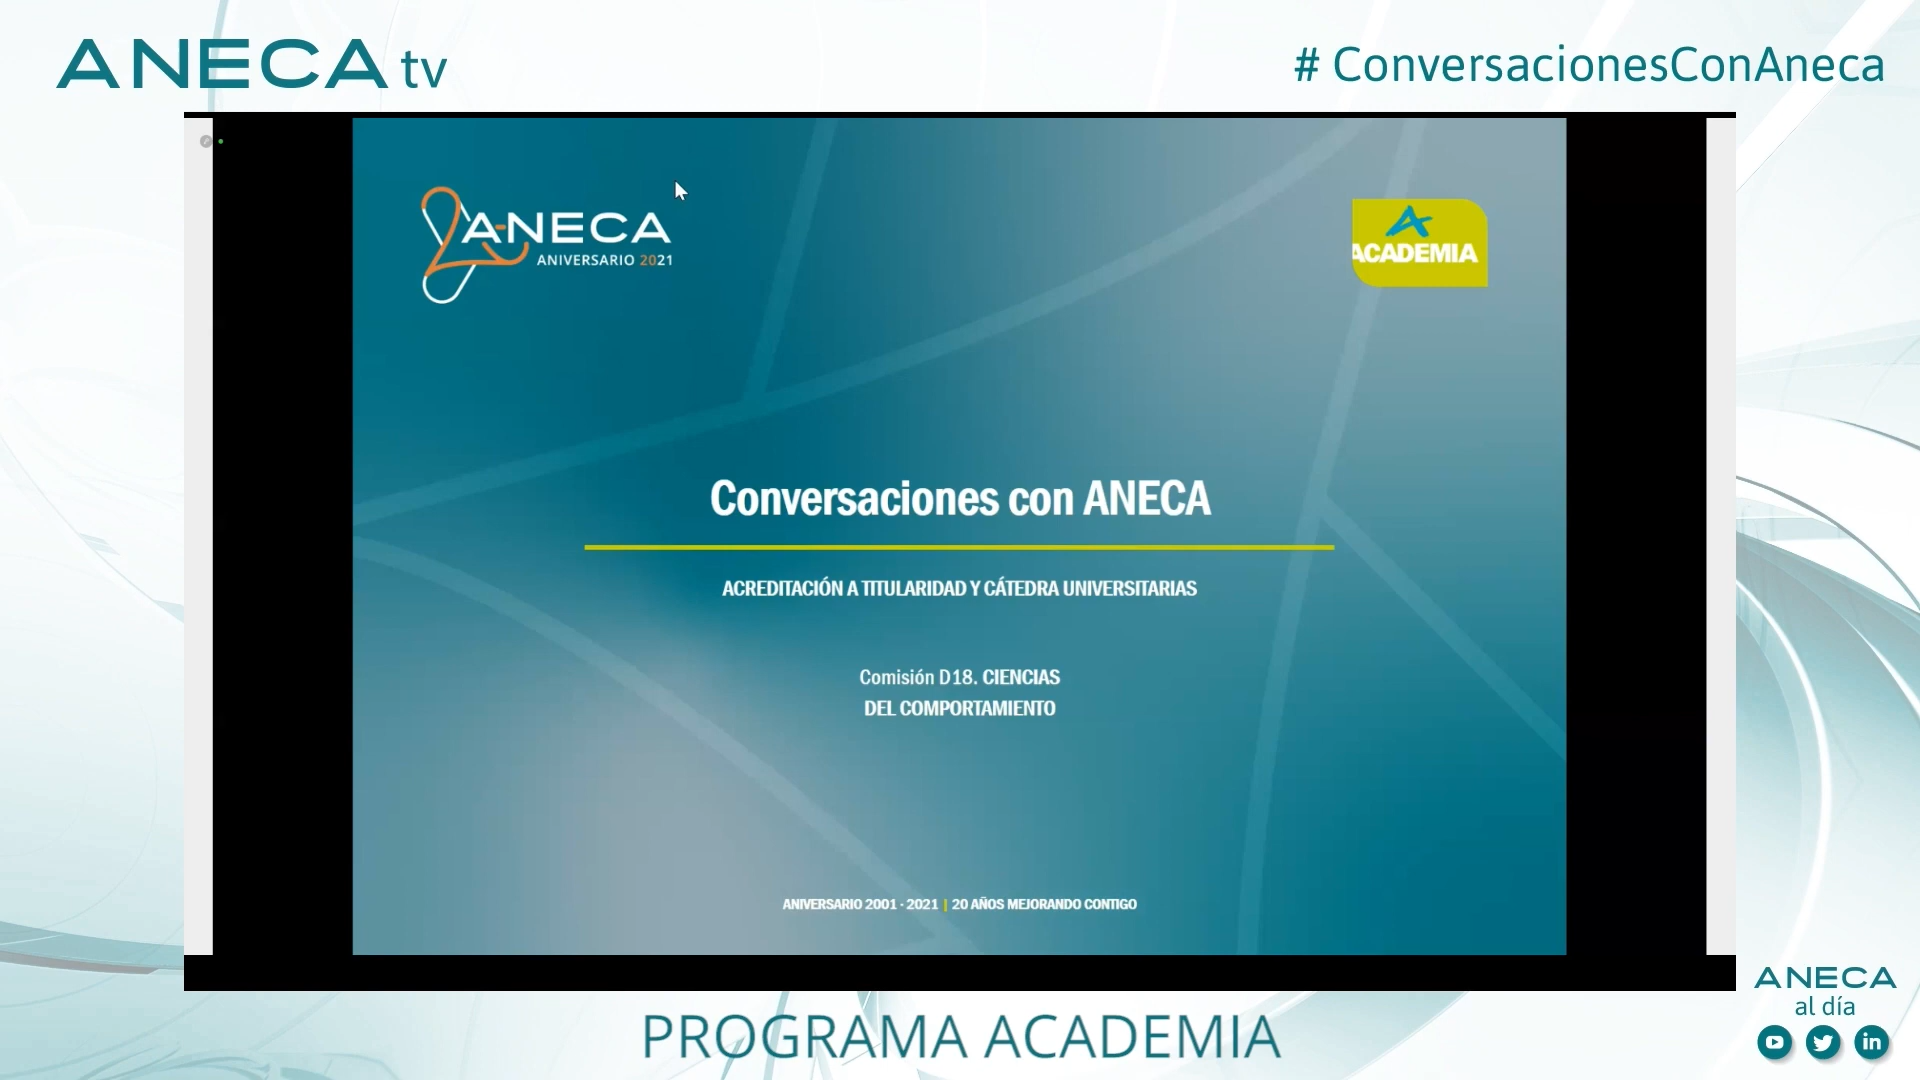 ANECA tv
# ConversacionesConAneca
ANECA
ANIVERSARIO 2021
ACADEMIA
Conversaciones con ANECA
ACREDITACIÓN A TITULARIDAD Y CÁTEDRA UNIVERSITARIAS
Comisión D18. CIENCIAS
DEL COMPORTAMIENTO
ANIVERSARIO 2001 · 2021 | 20 AÑOS MEJORANDO CONTIGO
PROGRAMA ACADEMIA
ANECA
al día
in